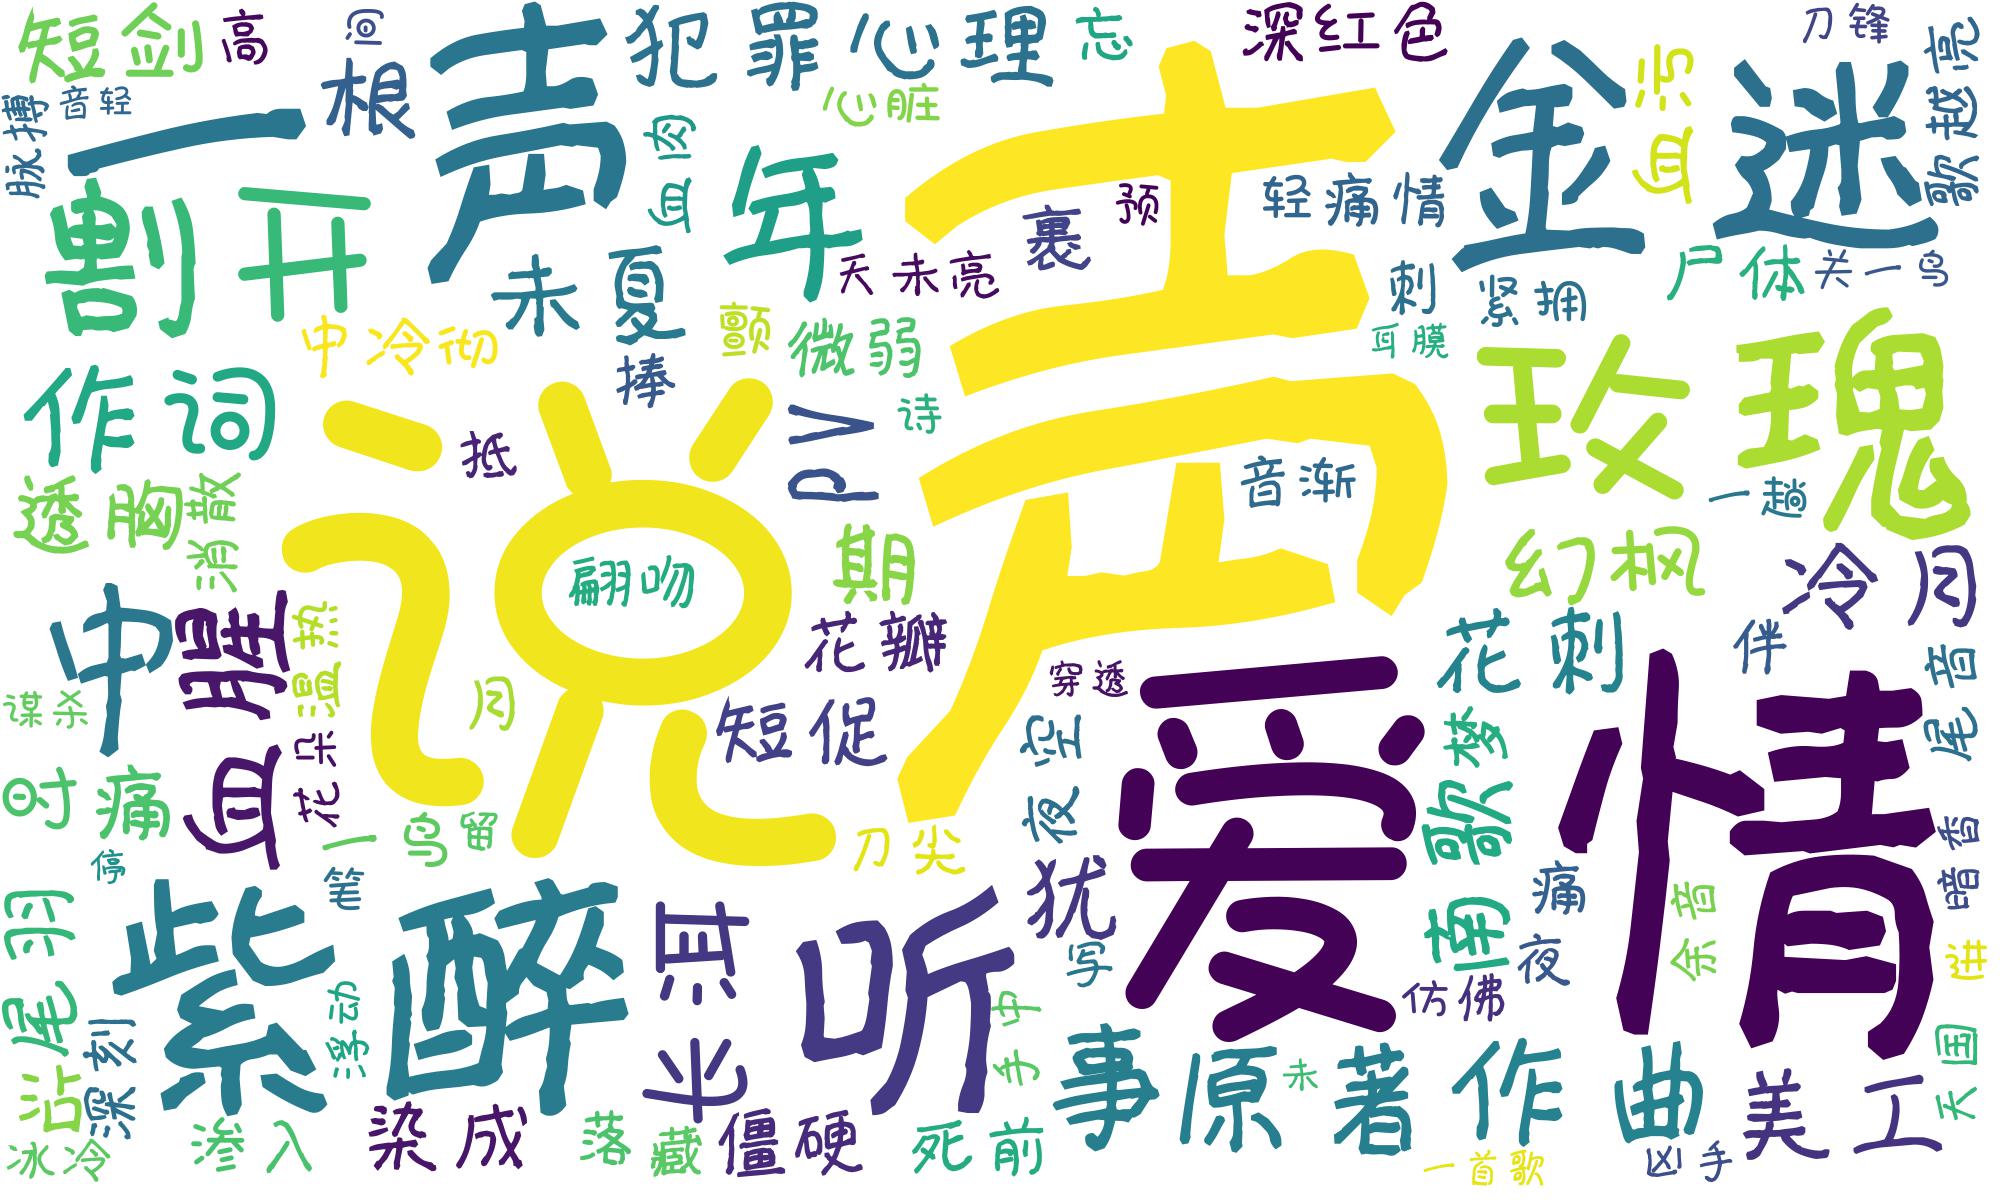 短剑
高
间
声
犯罪心理
忘
深红色
金
血污
迷
刀锋
歌越亮
脉搏
音轻
一
根
血肉
心脏
年
声
预
裹
轻痛情
割开
未
夏
天未亮
刺
紧拥
尸体
关一鸟
中冷彻
颤
微弱
耳膜
捧
作词
说
抵
pv
诗
音渐
玫瑰
一趟
透
消散
翩吻
期
幻枫
冷月
中
血腥
温热
花瓣
穿透
花刺
伴
尾音
谋杀
月
短促
夜空
爱
梦
情
时
痛
花朵
一鸟留
刀尖
南歌
暗香
停
笔
犹
痛
余音
尾羽
紫
醉
听
写
夜
进
仿佛
深刻
浮动
手中
事
原著
未
作曲
美工
天国
沾
冰冷
渗入
染成
落
藏
僵硬
死前
一首歌
凶手